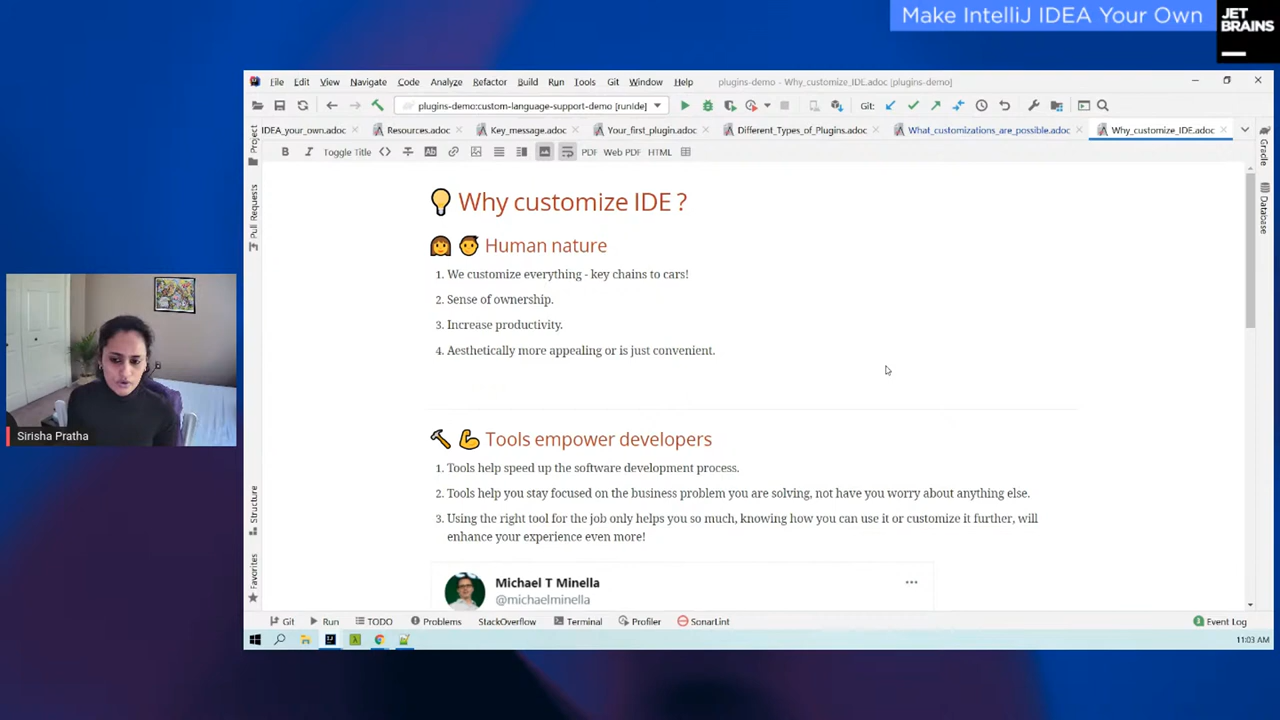 Make IntelliJ IDEA Your Own
JET
BRAINS
File Edit View Navigate Code Analyze Refactor Build Run Tools Git Window Help plugins-demo - Why_customize_IDE.adoc [plugins-demo]
plugins-demo:custom-language-support-demo [runIde] Git:
IDEA_your_own.adoc Resources.adoc Key_message.adoc Your_first_plugin.adoc Different_Types_of_Plugins.adoc What_customizations_are_possible.adoc Why_customize_IDE.adoc
B I Toggle Title <> Ab PDF Web PDF HTML
Project
Pull Requests
Structure
Favorites
Gradle
Database
Why customize IDE ?
Human nature
1. We customize everything - key chains to cars!
2. Sense of ownership.
3. Increase productivity.
4. Aesthetically more appealing or is just convenient.
Tools empower developers
1. Tools help speed up the software development process.
2. Tools help you stay focused on the business problem you are solving, not have you worry about anything else.
3. Using the right tool for the job only helps you so much, knowing how you can use it or customize it further, will
enhance your experience even more!
Michael T Minella
@michaelminella
Sirisha Pratha
Git Run TODO Problems StackOverflow Terminal Profiler SonarLint Event Log
11:03 AM